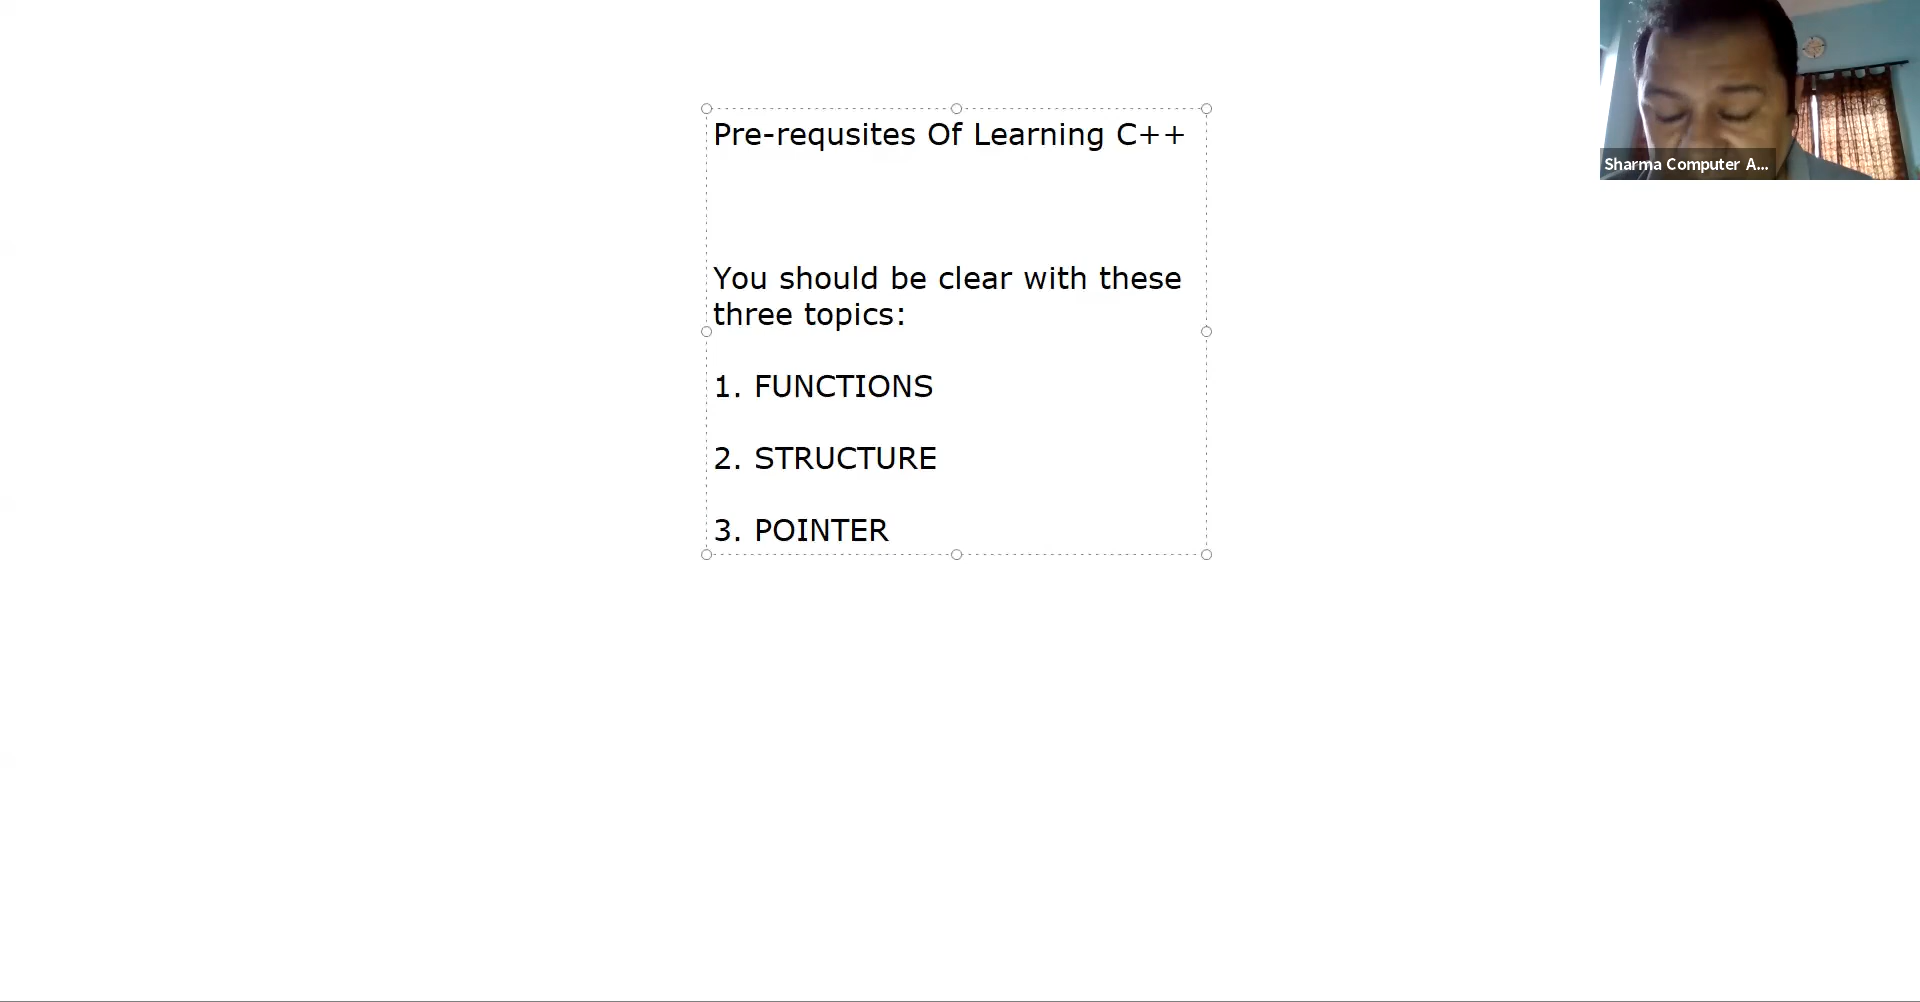 Pre-requsites Of Learning C++
You should be clear with these
three topics:
1. FUNCTIONS
2. STRUCTURE
3. POINTER
Sharma Computer A...